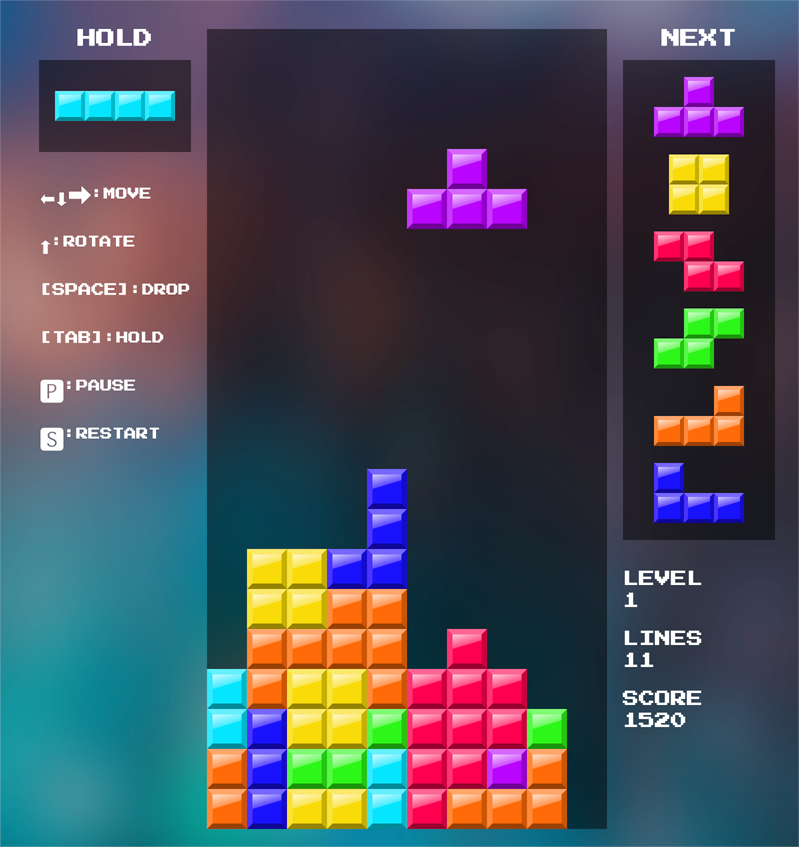 HOLD
←↓→:MOVE
↑:ROTATE
[SPACE]:DROP
[TAB]:HOLD
P:PAUSE
S:RESTART
NEXT
LEVEL
1
LINES
11
SCORE
1520